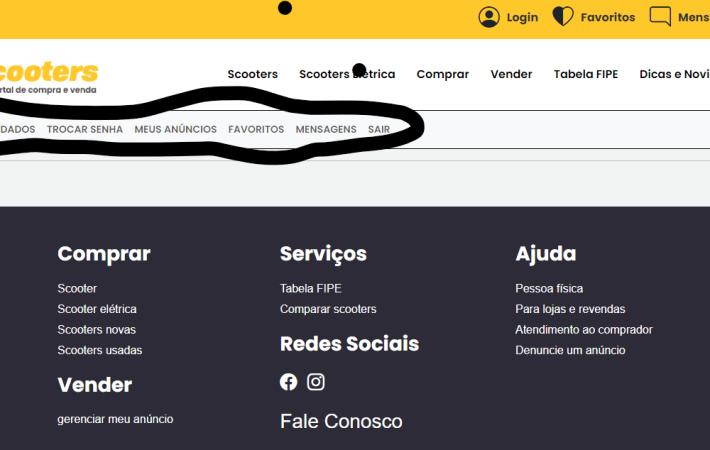 Login Favoritos Mens
cooters
rtal de compra e venda
Scooters Scooters Elétrica Comprar Vender Tabela FIPE Dicas e Novi
DADOS TROCAR SENHA MEUS ANÚNCIOS FAVORITOS MENSAGENS SAIR
Comprar
Scooter
Scooter elétrica
Scooters novas
Scooters usadas
Vender
gerenciar meu anúncio
Serviços
Tabela FIPE
Comparar scooters
Redes Sociais
Fale Conosco
Ajuda
Pessoa física
Para lojas e revendas
Atendimento ao comprador
Denuncie um anúncio